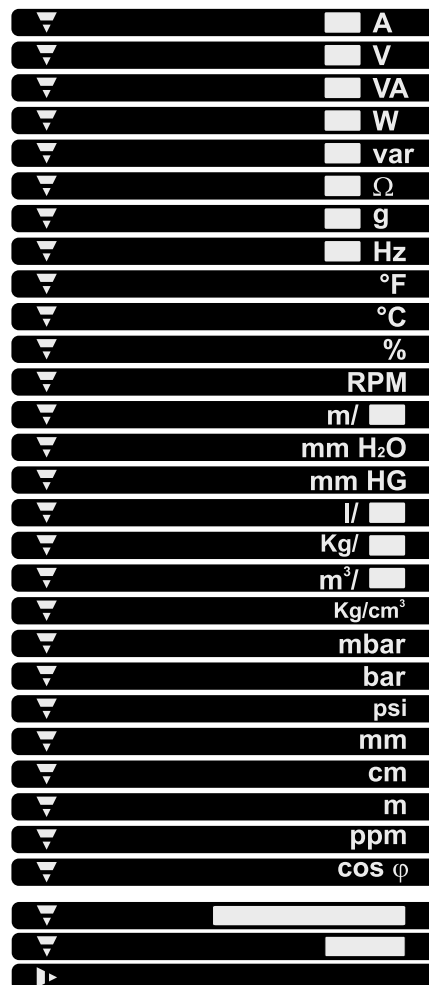 A
V
VA
W
var
Ω
g
Hz
°F
°C
%
RPM
m/
mm H₂O
mm HG
l/
Kg/
m³/
Kg/cm³
mbar
bar
psi
mm
cm
m
ppm
cos φ